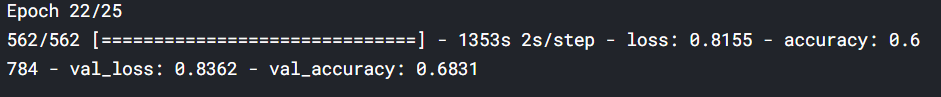 Epoch 22/25
562/562 [==============================] - 1353s 2s/step - loss: 0.8155 - accuracy: 0.6
784 - val_loss: 0.8362 - val_accuracy: 0.6831